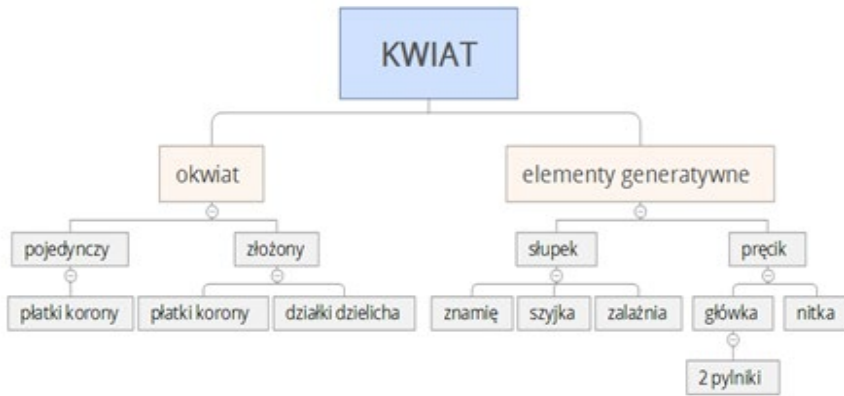 KWIAT
okwiat
elementy generatywne
pojedynczy
złożony
słupek
pręcik
płatki korony
płatki korony
działki dzielicha
znamię
szyjka
zalaźnia
główka
nitka
2 pylniki